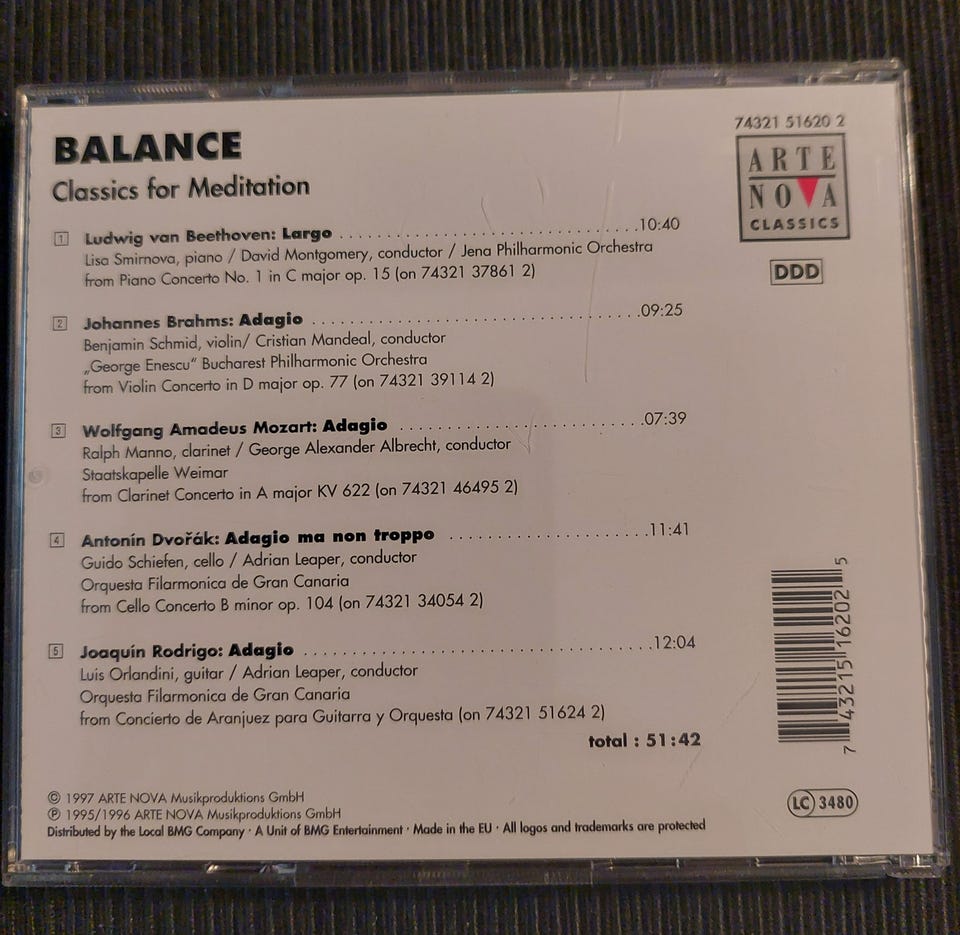 BALANCE
Classics for Meditation
74321 51620 2
ARTE
NOVA
CLASSICS
DDD
1 Ludwig van Beethoven: Largo ........................................10:40
Lisa Smirnova, piano / David Montgomery, conductor / Jena Philharmonic Orchestra
from Piano Concerto No. 1 in C major op. 15 (on 74321 37861 2)
2 Johannes Brahms: Adagio ........................................09:25
Benjamin Schmid, violin/ Cristian Mandeal, conductor
„George Enescu“ Bucharest Philharmonic Orchestra
from Violin Concerto in D major op. 77 (on 74321 39114 2)
3 Wolfgang Amadeus Mozart: Adagio ..............................07:39
Ralph Manno, clarinet / George Alexander Albrecht, conductor
Staatskapelle Weimar
from Clarinet Concerto in A major KV 622 (on 74321 46495 2)
4 Antonín Dvořák: Adagio ma non troppo .........................11:41
Guido Schiefen, cello / Adrian Leaper, conductor
Orquesta Filarmonica de Gran Canaria
from Cello Concerto B minor op. 104 (on 74321 34054 2)
5 Joaquín Rodrigo: Adagio ..........................................12:04
Luis Orlandini, guitar / Adrian Leaper, conductor
Orquesta Filarmonica de Gran Canaria
from Concierto de Aranjuez para Guitarra y Orquesta (on 74321 51624 2)
total : 51:42
7 43215 16202 5
© 1997 ARTE NOVA Musikproduktions GmbH
℗ 1995/1996 ARTE NOVA Musikproduktions GmbH
Distributed by the Local BMG Company · A Unit of BMG Entertainment · Made in the EU · All logos and trademarks are protected
LC 3480